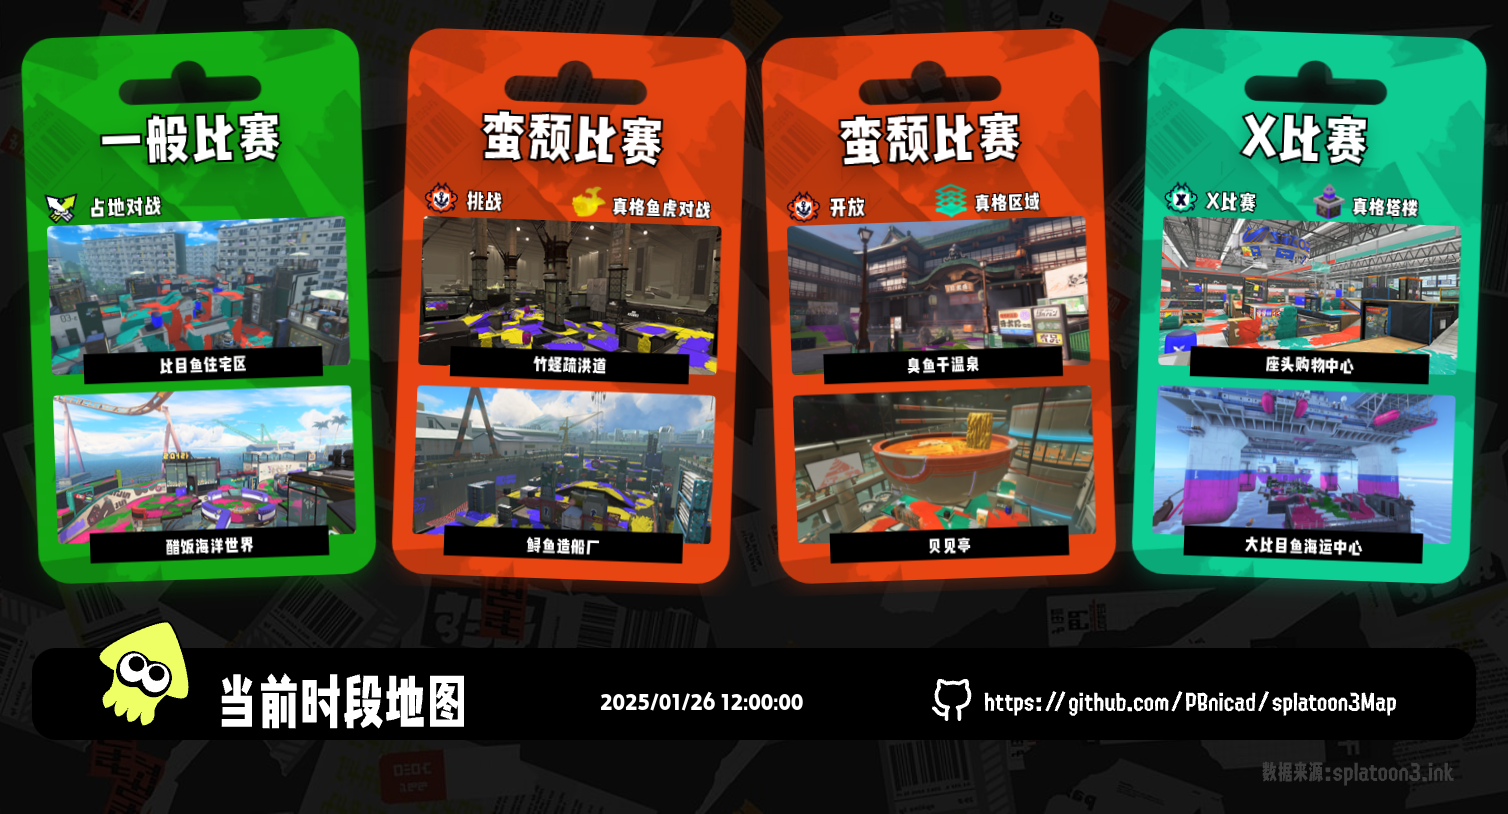 一般比赛
占地对战
比目鱼住宅区
醋饭海洋世界
蛮颓比赛
挑战
真格鱼虎对战
竹蛏疏洪道
鲟鱼造船厂
蛮颓比赛
开放
真格区域
臭鱼干温泉
贝见亭
X比赛
X比赛
真格塔楼
座头购物中心
大比目鱼海运中心
当前时段地图
2025/01/26 12:00:00
https://github.com/PBnicad/splatoon3Map
数据来源:splatoon3.ink